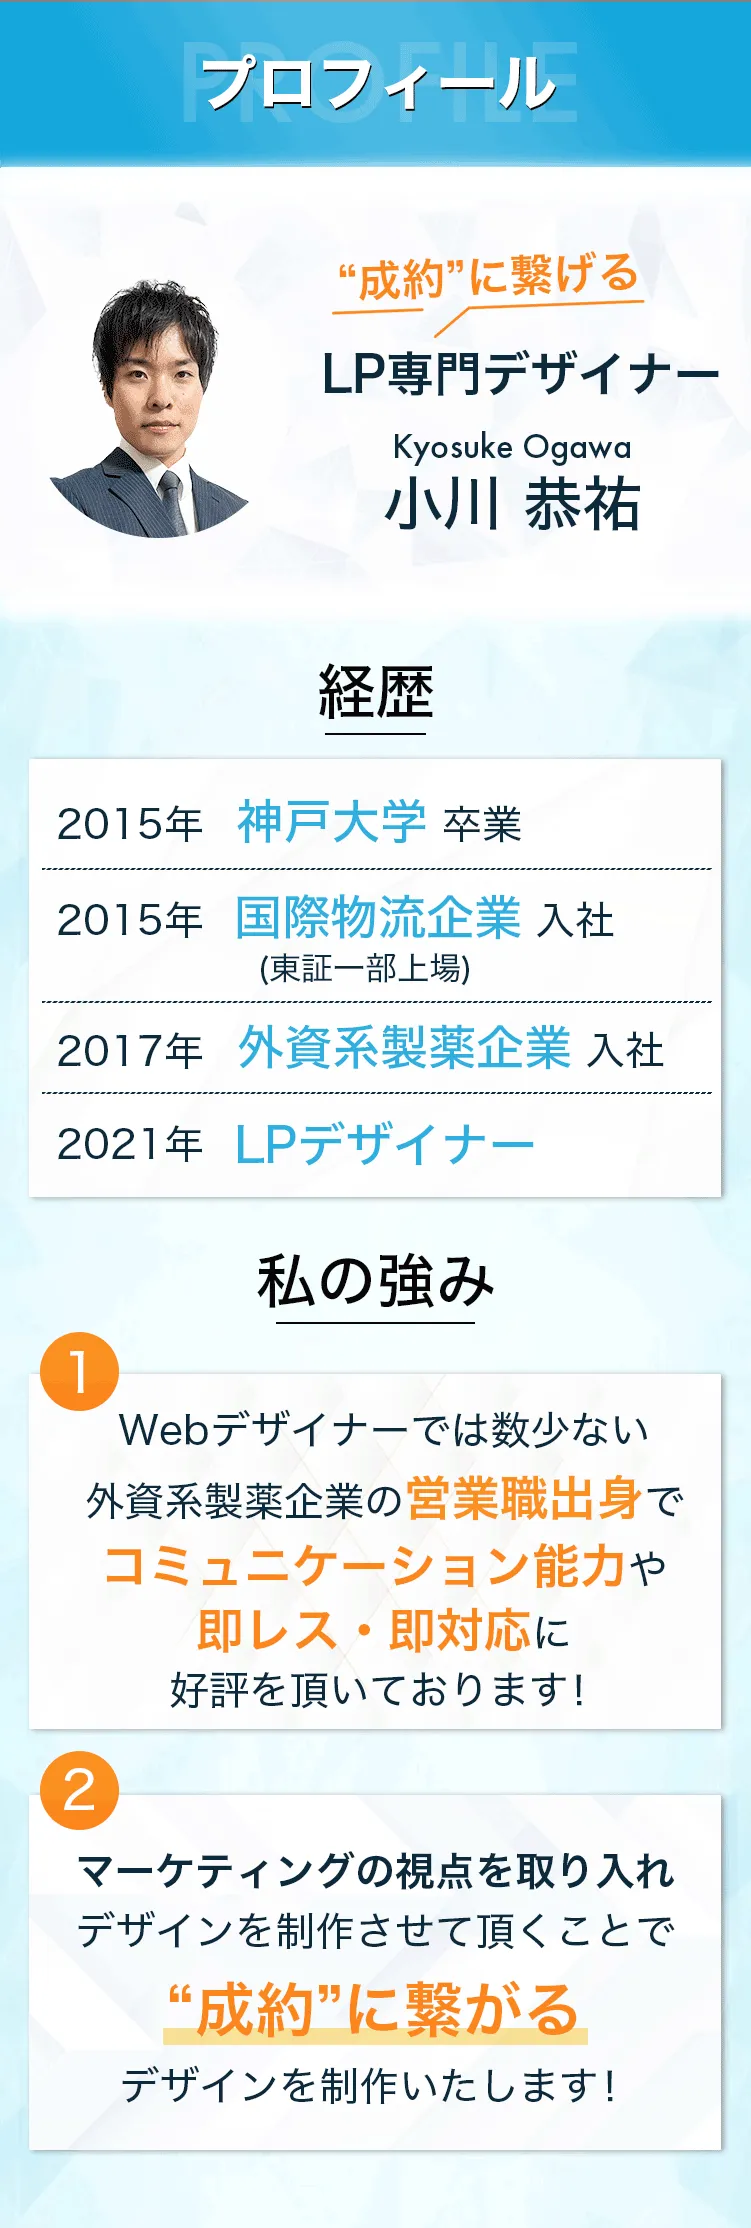 PROFILE
プロフィール
“成約”に繋げる
LP専門デザイナー
Kyosuke Ogawa
小川 恭祐
経歴
2015年 神戸大学 卒業
2015年 国際物流企業 入社
(東証一部上場)
2017年 外資系製薬企業 入社
2021年 LPデザイナー
私の強み
1
Webデザイナーでは数少ない
外資系製薬企業の営業職出身で
コミュニケーション能力や
即レス・即対応に
好評を頂いております!
2
マーケティングの視点を取り入れ
デザインを制作させて頂くことで
“成約”に繋がる
デザインを制作いたします!